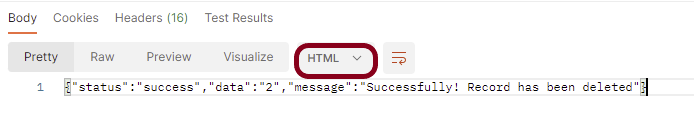 Body Cookies Headers (16) Test Results
Pretty Raw Preview Visualize HTML
1 {"status":"success","data":"2","message":"Successfully! Record has been deleted"}